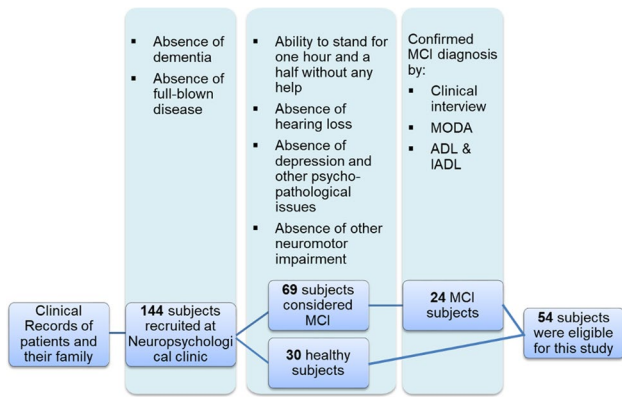 ▪ Absence of
dementia
▪ Absence of
full-blown
disease
▪ Ability to stand for
one hour and a
half without any
help
▪ Absence of
hearing loss
▪ Absence of
depression and
other psycho-
pathological
issues
▪ Absence of other
neuromotor
impairment
Confirmed
MCI diagnosis
by:
▪ Clinical
interview
▪ MODA
▪ ADL &
IADL
Clinical
Records of
patients and
their family
144 subjects
recruited at
Neuropsychologi
cal clinic
69 subjects
considered
MCI
30 healthy
subjects
24 MCI
subjects
54 subjects
were eligible
for this study